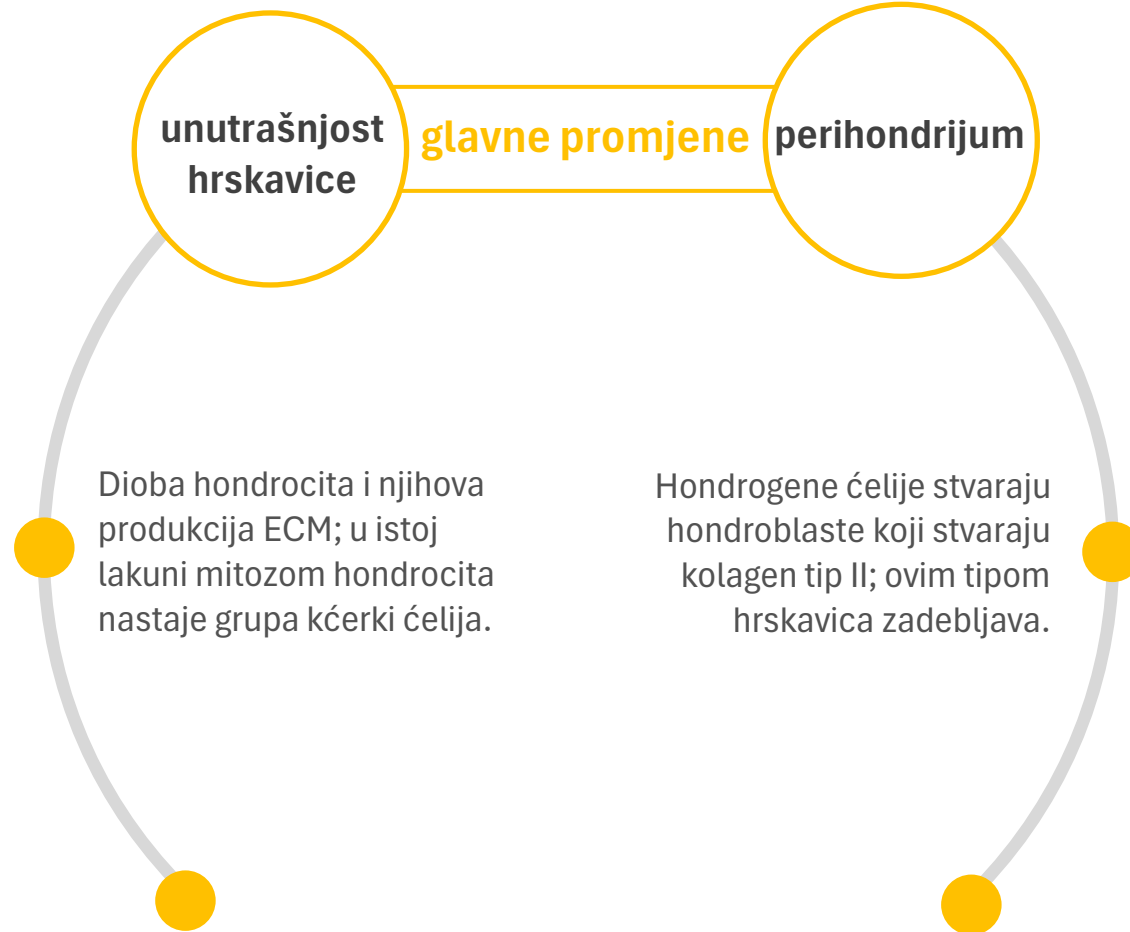 unutrašnjost
hrskavice
glavne promjene
perihondrijum
Dioba hondrocita i njihova
produkcija ECM; u istoj
lakuni mitozom hondrocita
nastaje grupa kćerki ćelija.
Hondrogene ćelije stvaraju
hondroblaste koji stvaraju
kolagen tip II; ovim tipom
hrskavica zadebljava.